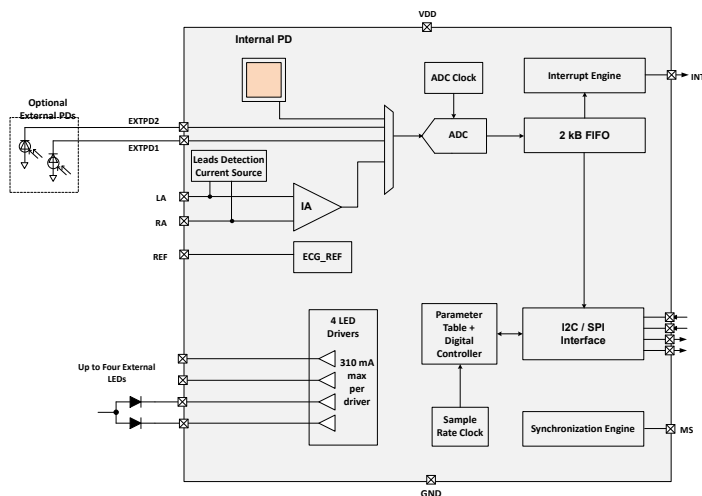 VDD
Internal PD
ADC Clock
Interrupt Engine
INT
Optional
External PDs
EXTPD2
EXTPD1
ADC
2 kB FIFO
Leads Detection
Current Source
LA
IA
RA
REF
ECG_REF
4 LED
Drivers
310 mA
max
per
driver
Parameter
Table +
Digital
Controller
I2C / SPI
Interface
Up to Four External
LEDs
Sample
Rate Clock
Synchronization Engine
MS
GND